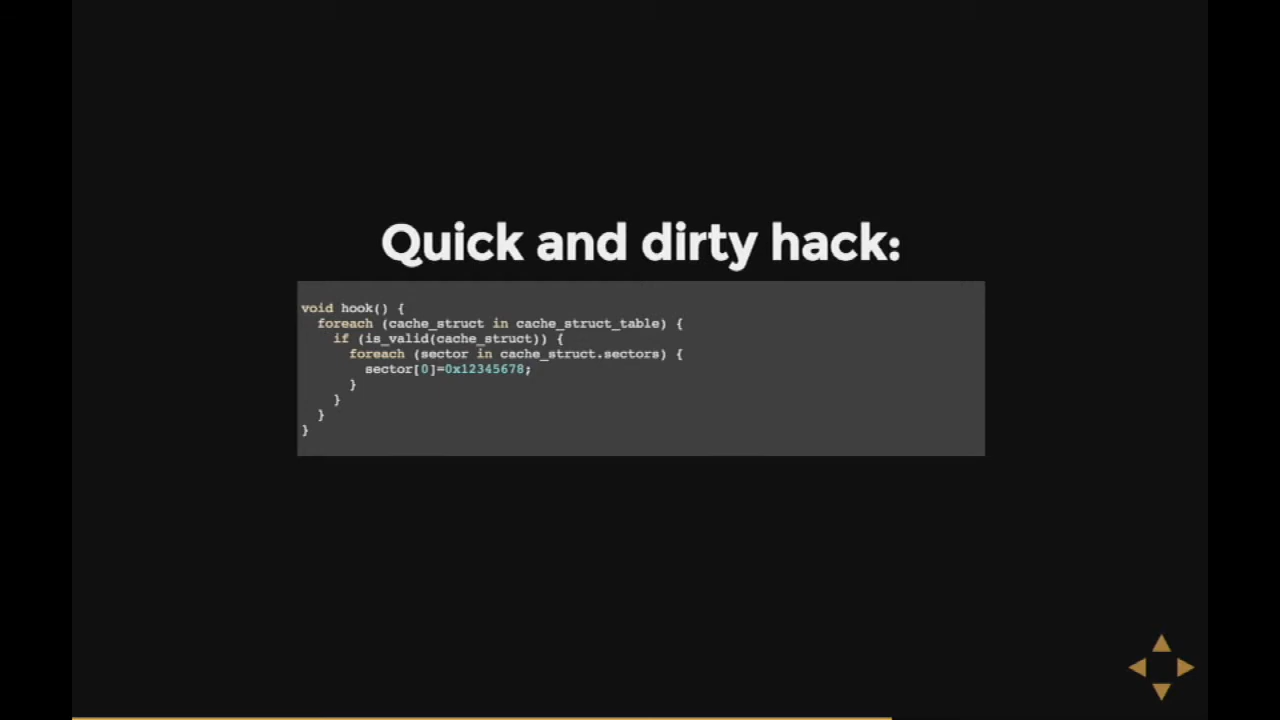 Quick and dirty hack:
void hook() {
  foreach (cache_struct in cache_struct_table) {
    if (is_valid(cache_struct)) {
      foreach (sector in cache_struct.sectors) {
        sector[0]=0x12345678;
      }
    }
  }
}